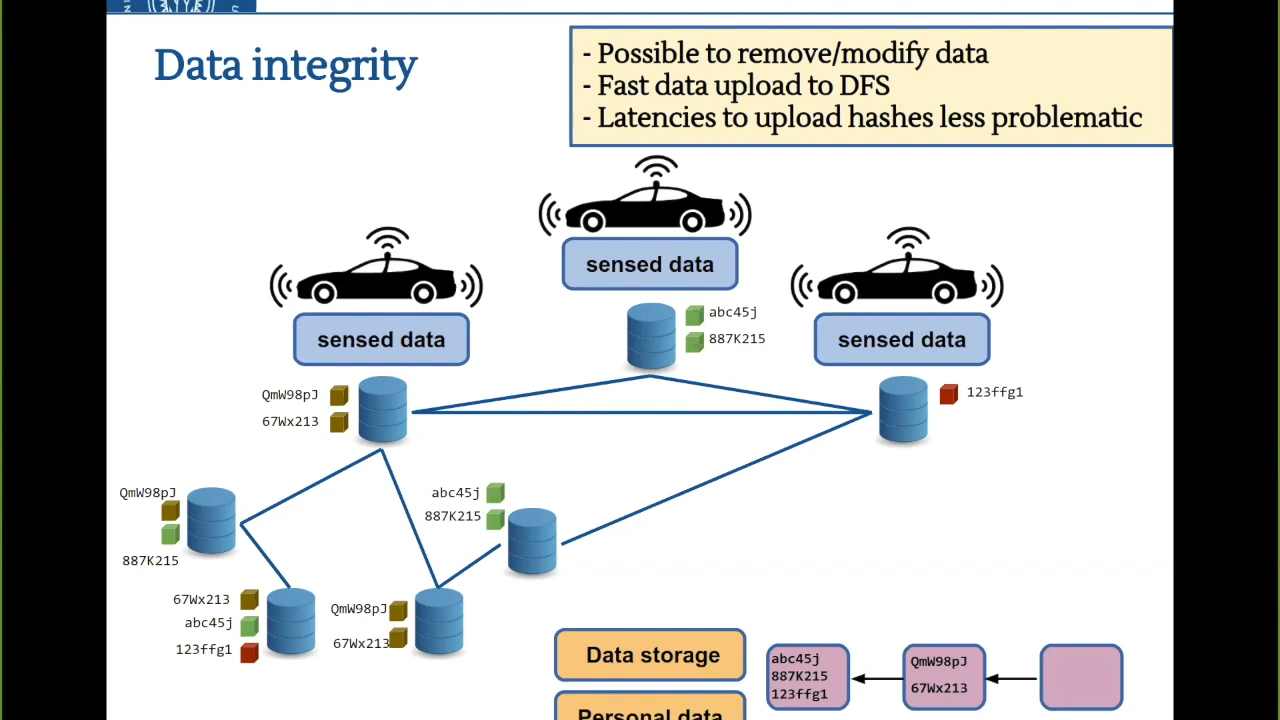 Data integrity
- Possible to remove/modify data
- Fast data upload to DFS
- Latencies to upload hashes less problematic
sensed data
sensed data
sensed data
abc45j
887K215
QmW98pJ
67Wx213
123ffg1
QmW98pJ
887K215
abc45j
887K215
67Wx213
abc45j
123ffg1
QmW98pJ
67Wx213
Data storage
abc45j
887K215
123ffg1
QmW98pJ
67Wx213
Personal data